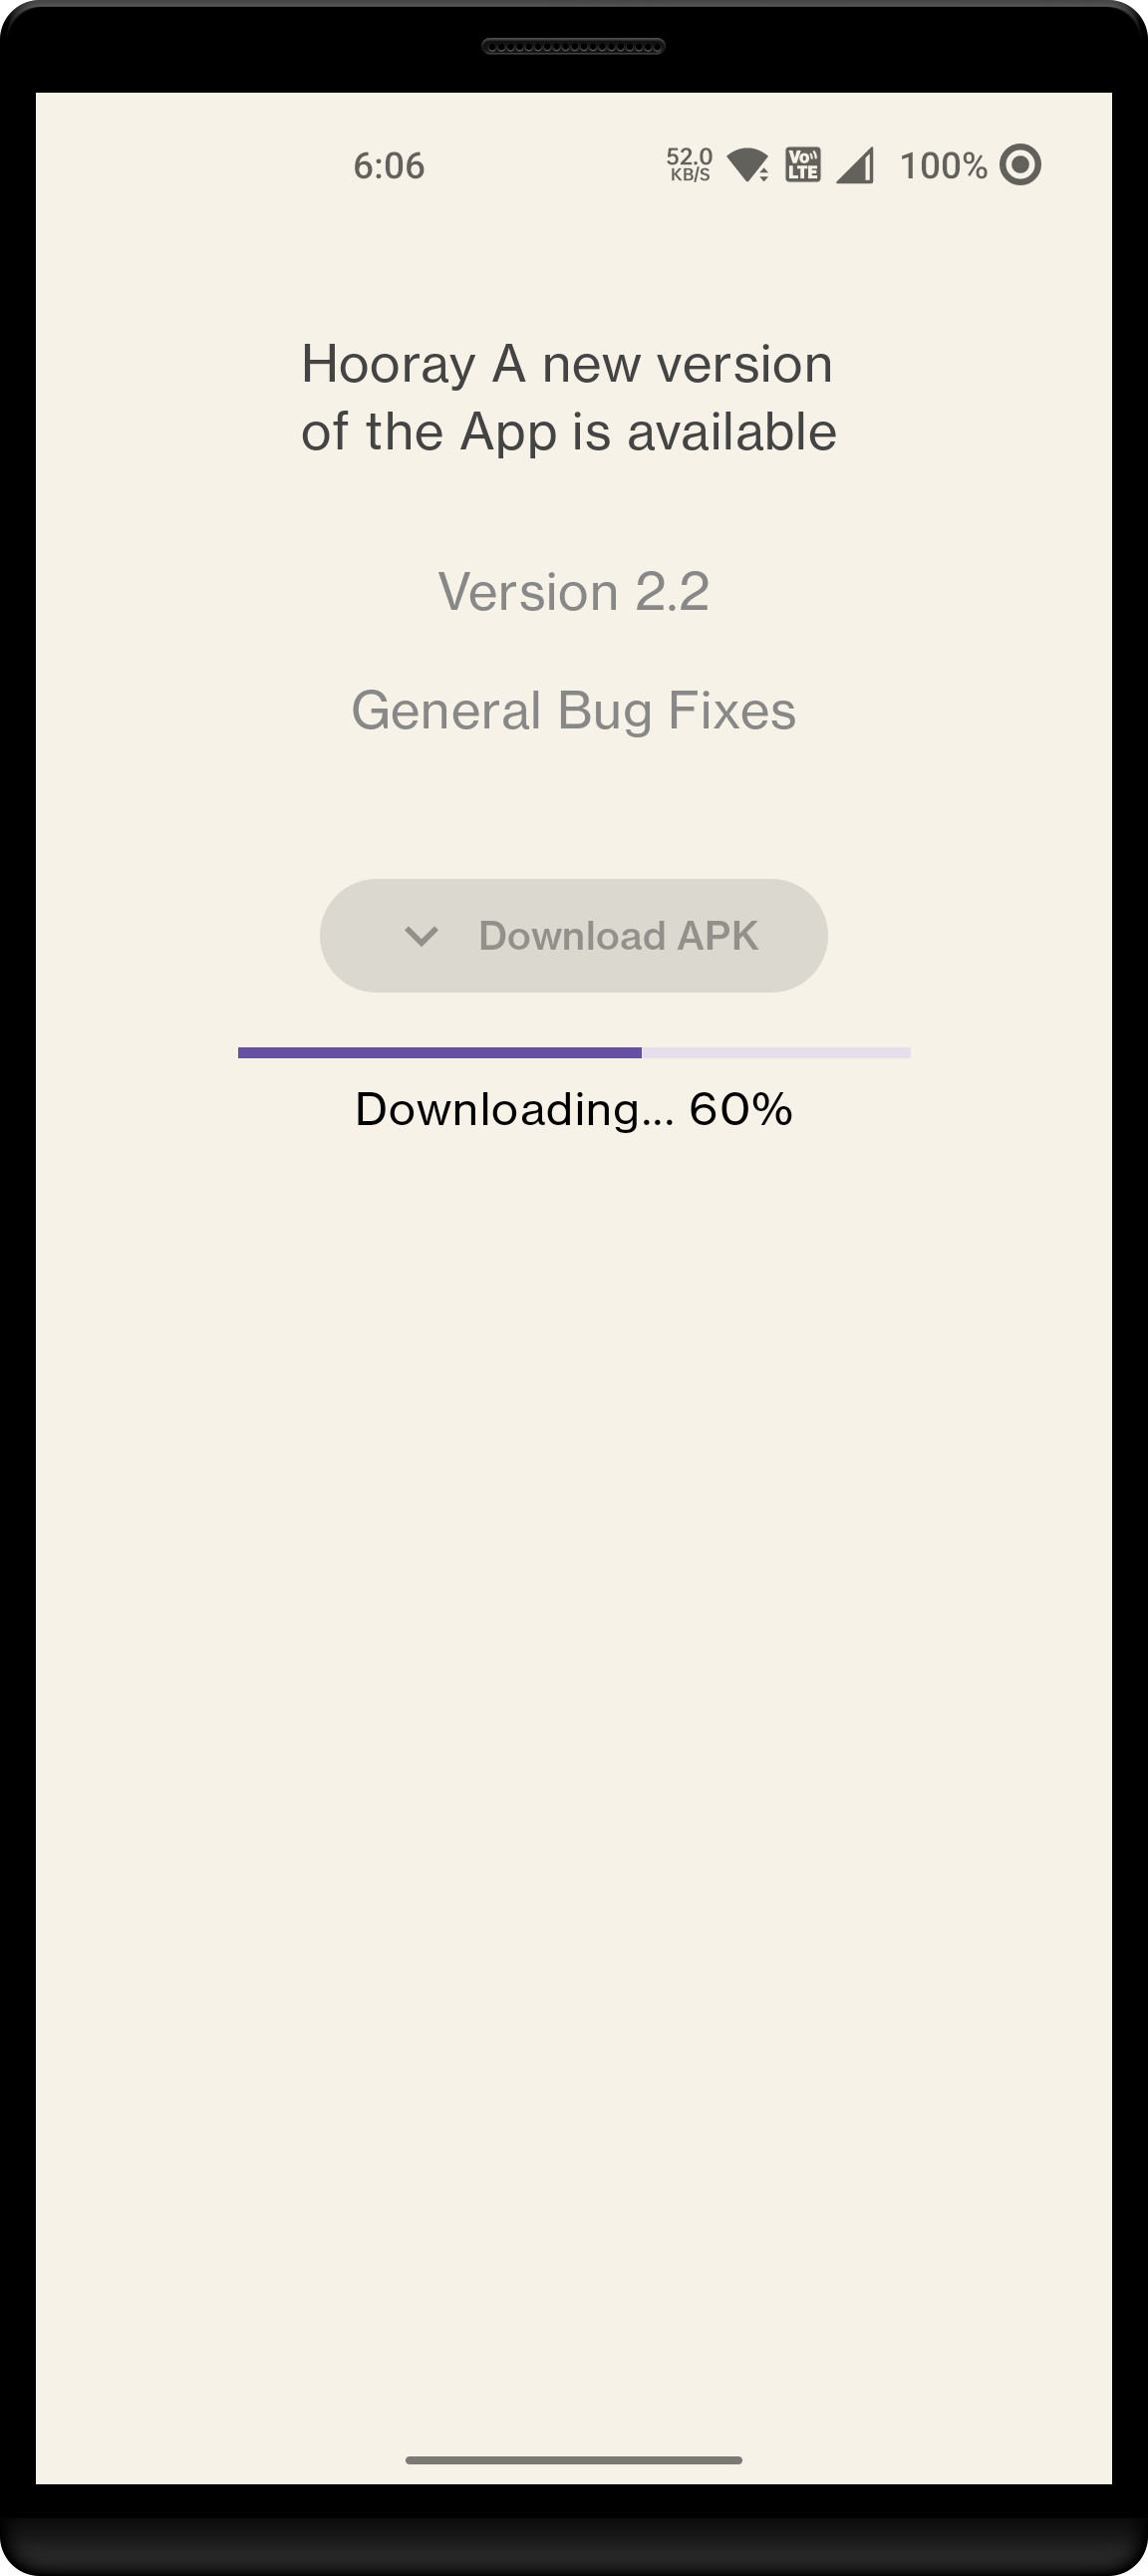 6:06
52.0
KB/S
Vo
LTE
100%
Hooray A new version
of the App is available
Version 2.2
General Bug Fixes
Download APK
Downloading... 60%